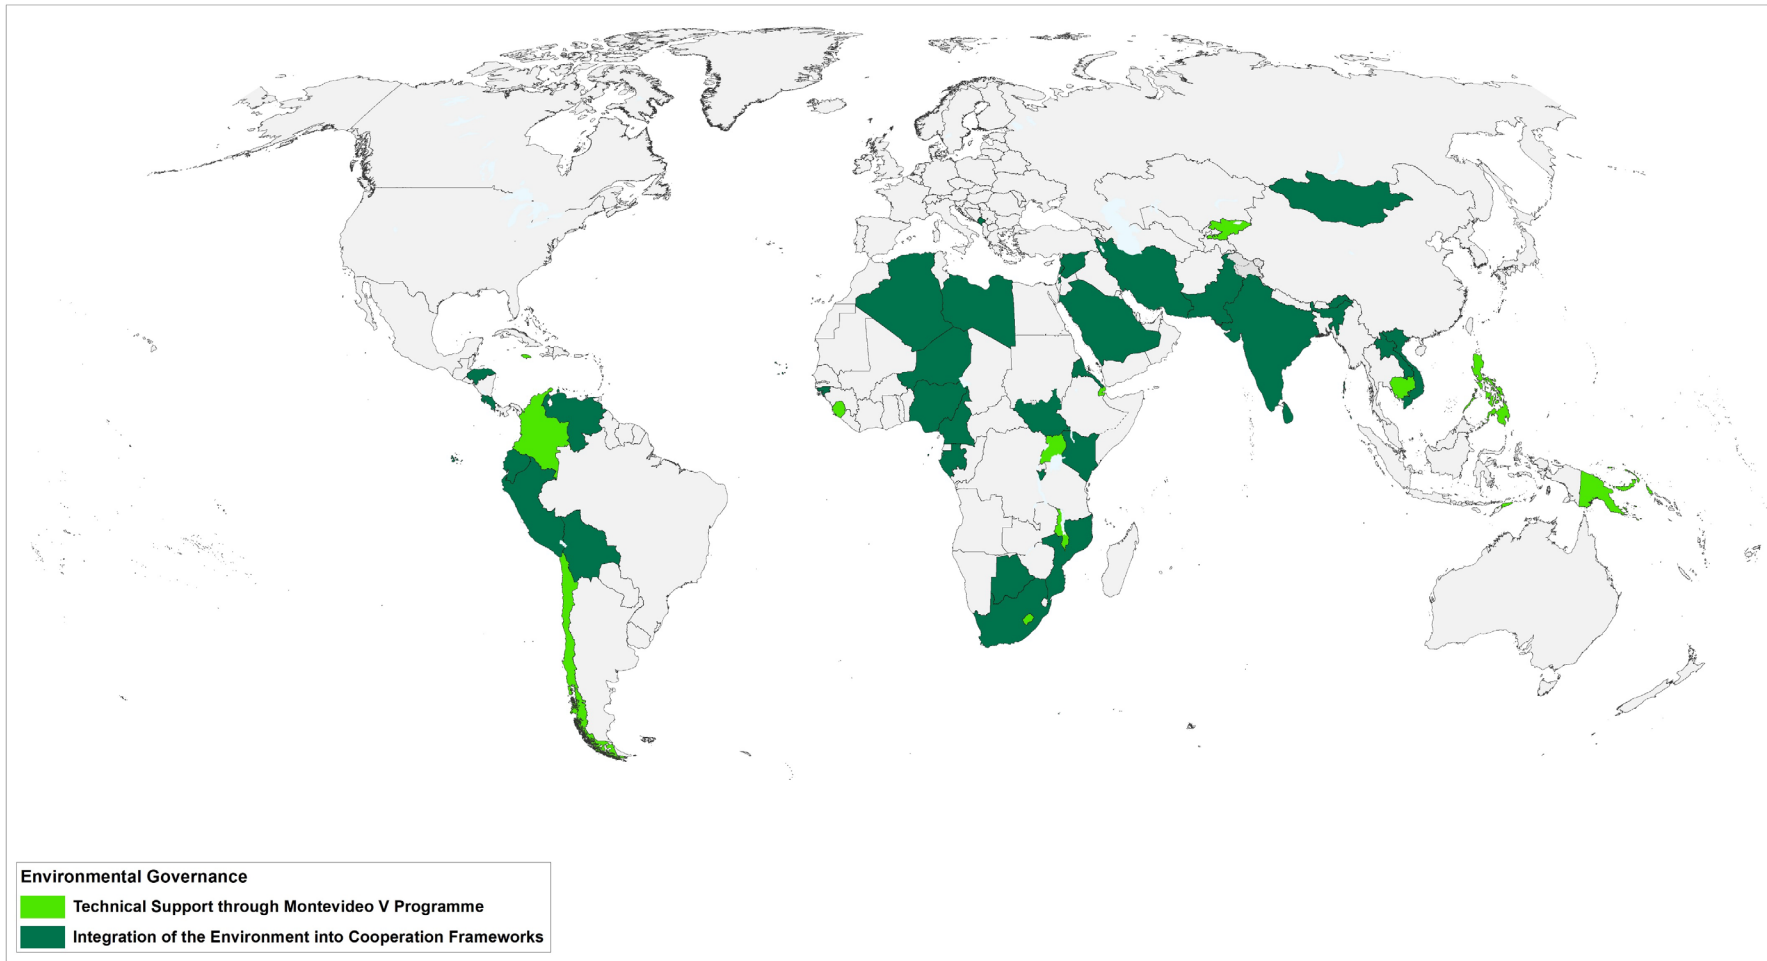 Environmental Governance
Technical Support through Montevideo V Programme
Integration of the Environment into Cooperation Frameworks